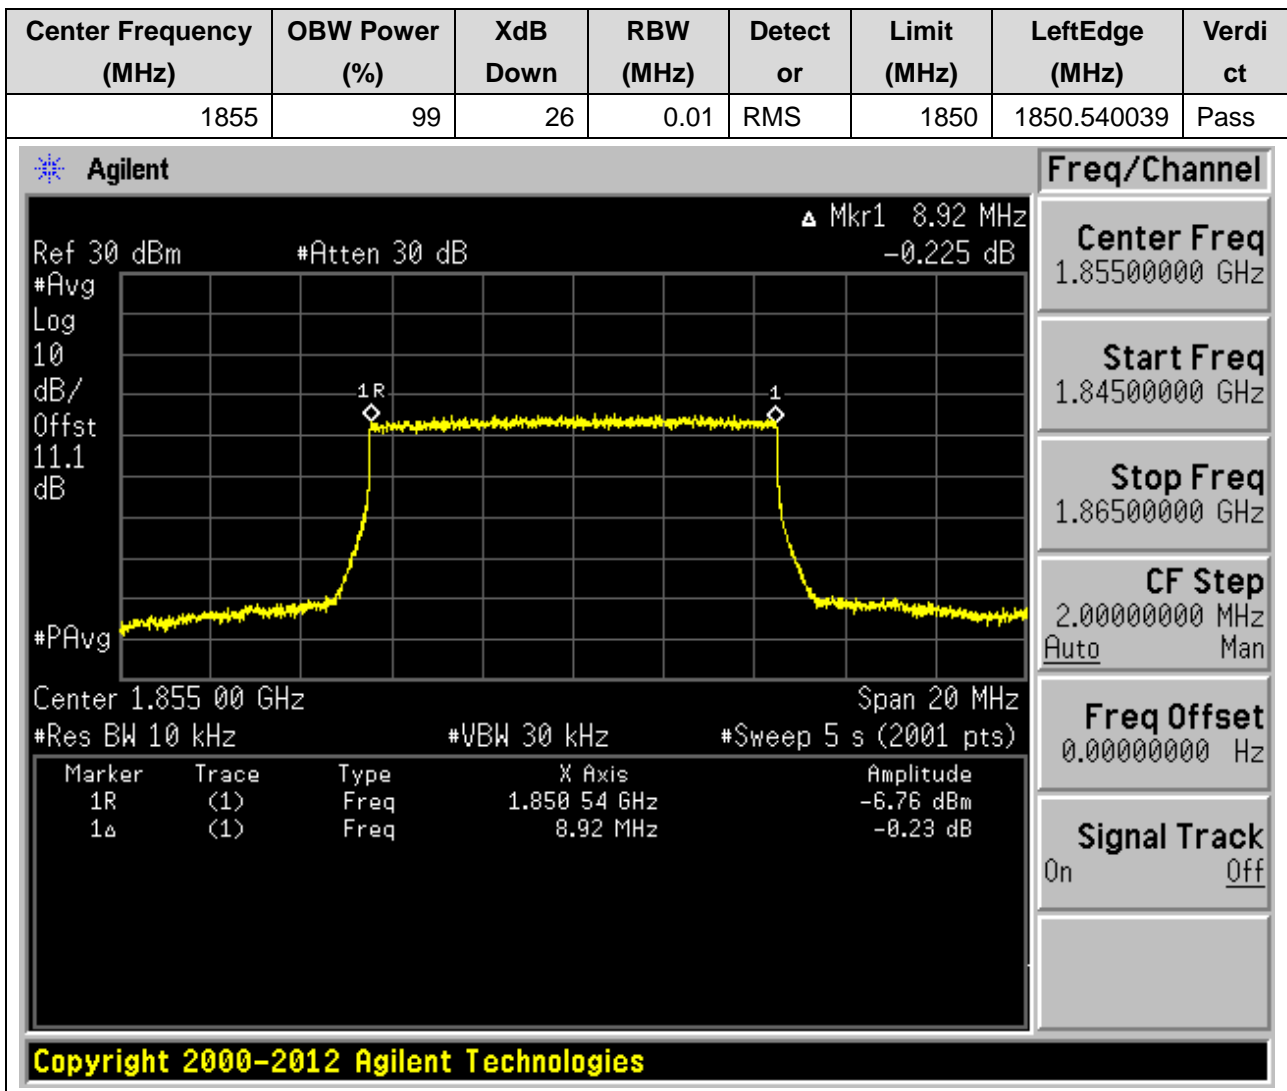 Center Frequency (MHz) OBW Power (%) XdB Down RBW (MHz) Detect or Limit (MHz) LeftEdge (MHz) Verdi ct
1855 99 26 0.01 RMS 1850 1850.540039 Pass
Agilent
Freq/Channel
Δ Mkr1 8.92 MHz
Ref 30 dBm #Atten 30 dB -0.225 dB
#Avg
Log
10
dB/
Offst
11.1
dB
#PAvg
1R
1
Center 1.855 00 GHz Span 20 MHz
#Res BW 10 kHz #VBW 30 kHz #Sweep 5 s (2001 pts)
Marker Trace Type X Axis Amplitude
1R (1) Freq 1.850 54 GHz -6.76 dBm
1Δ (1) Freq 8.92 MHz -0.23 dB
Center Freq
1.85500000 GHz
Start Freq
1.84500000 GHz
Stop Freq
1.86500000 GHz
CF Step
2.00000000 MHz
Auto Man
Freq Offset
0.00000000 Hz
Signal Track
On Off
Copyright 2000-2012 Agilent Technologies